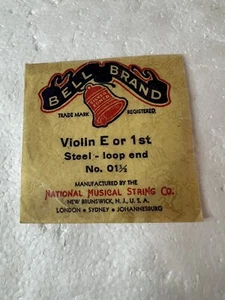 BELL BRAND
TRADE MARK REGISTERED
Violin E or 1st
Steel - loop end
No. 01½
MANUFACTURED BY THE
NATIONAL MUSICAL STRING CO.
NEW BRUNSWICK, N. J., U. S. A.
LONDON • SYDNEY • JOHANNESBURG